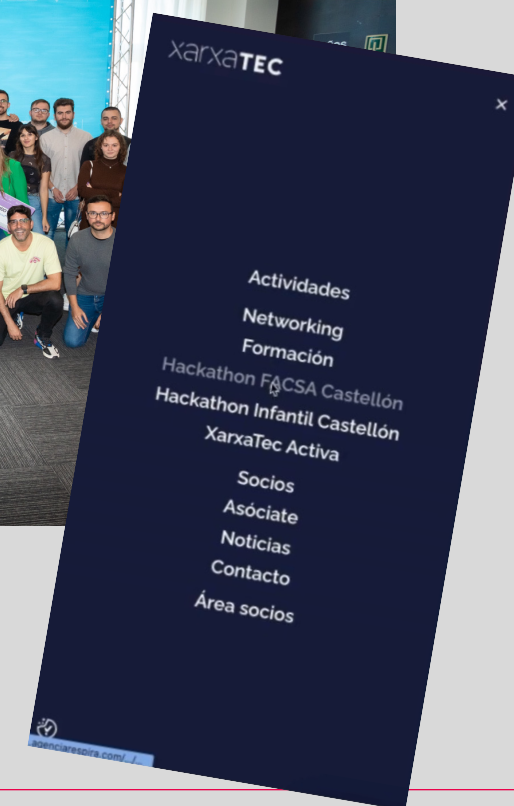 xarxaTEC
×
Actividades
Networking
Formación
Hackathon FACSA Castellón
Hackathon Infantil Castellón
XarxaTec Activa
Socios
Asóciate
Noticias
Contacto
Área socios
agenciarespira.com/../...